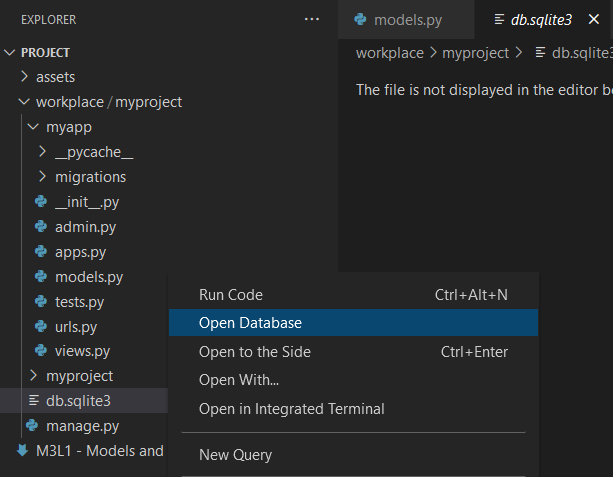 EXPLORER
...
models.py
db.sqlite3
PROJECT
workplace > myproject > db.sqlite3
assets
workplace / myproject
The file is not displayed in the editor
myapp
__pycache__
migrations
__init__.py
admin.py
apps.py
models.py
tests.py
urls.py
views.py
myproject
db.sqlite3
manage.py
M3L1 - Models and
Run Code Ctrl+Alt+N
Open Database
Open to the Side Ctrl+Enter
Open With...
Open in Integrated Terminal
New Query